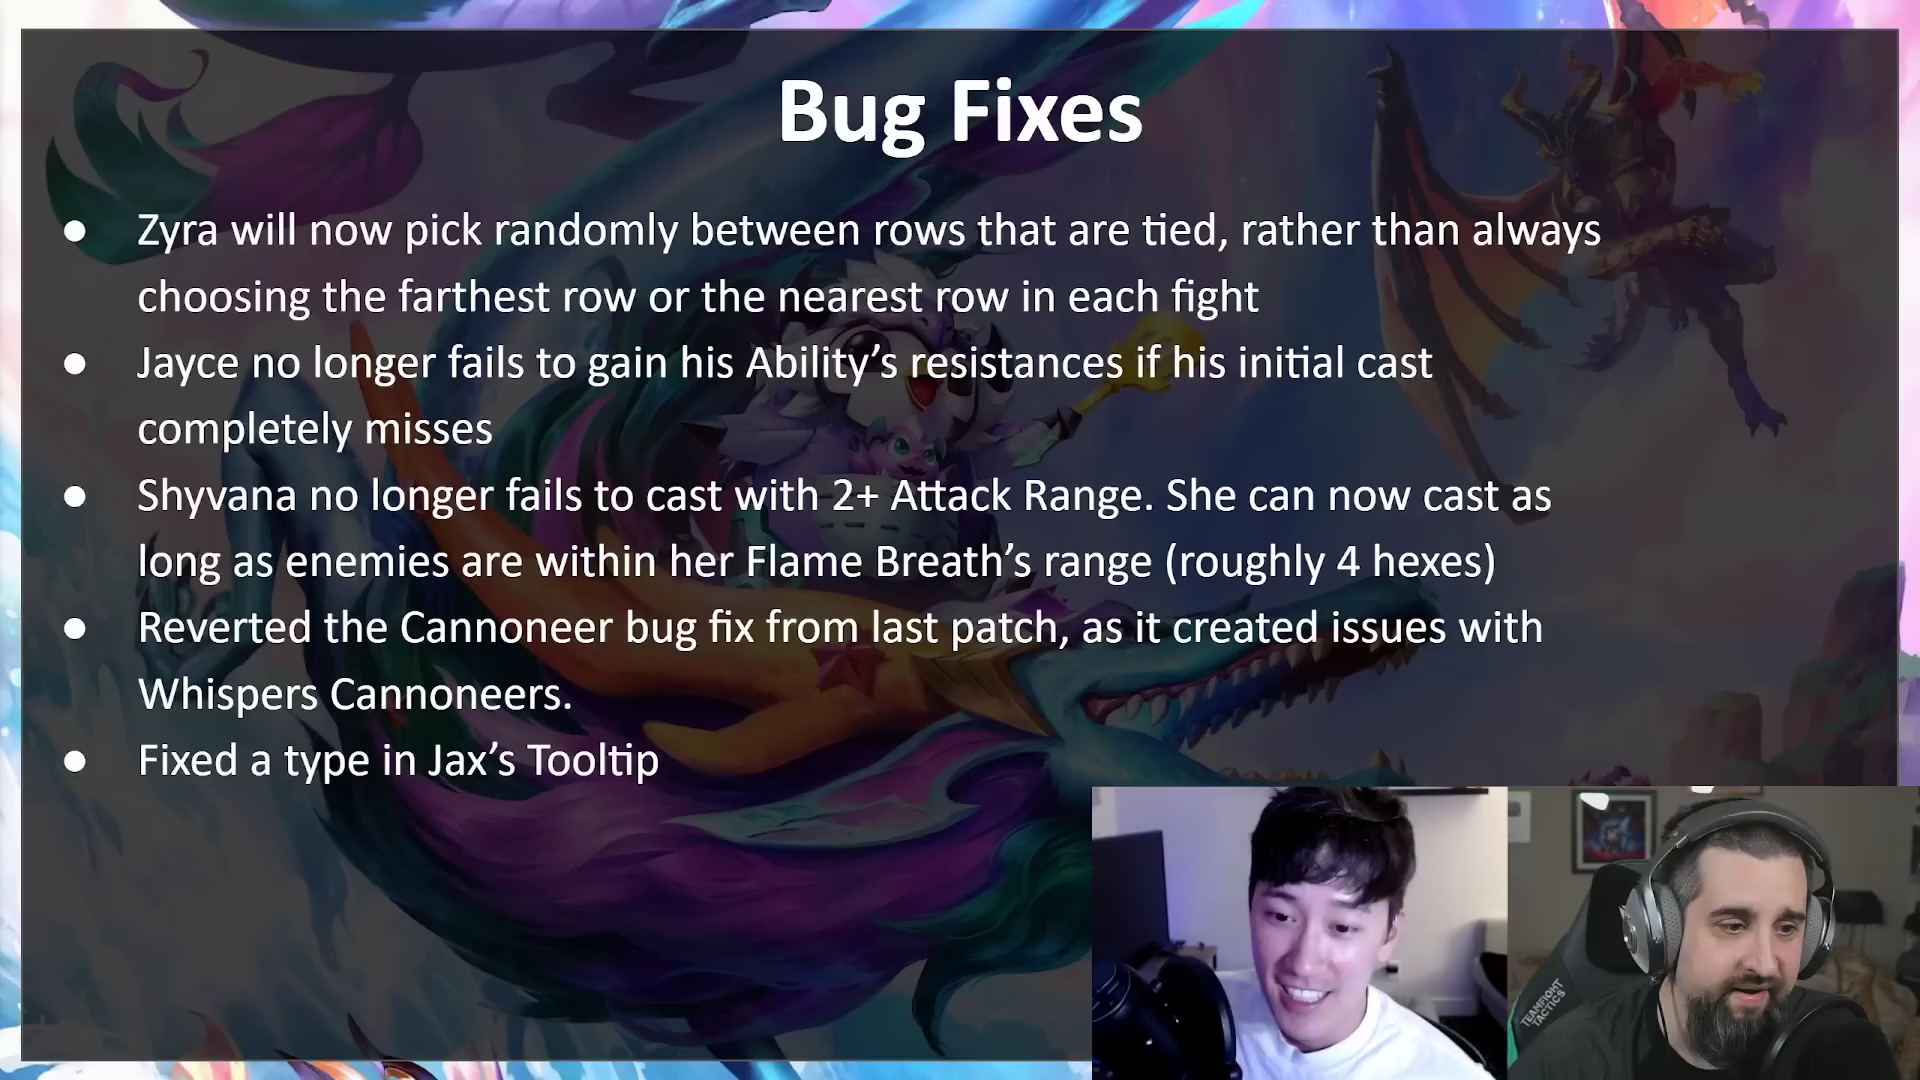 Bug Fixes
● Zyra will now pick randomly between rows that are tied, rather than always
choosing the farthest row or the nearest row in each fight
● Jayce no longer fails to gain his Ability’s resistances if his initial cast
completely misses
● Shyvana no longer fails to cast with 2+ Attack Range. She can now cast as
long as enemies are within her Flame Breath’s range (roughly 4 hexes)
● Reverted the Cannoneer bug fix from last patch, as it created issues with
Whispers Cannoneers.
● Fixed a type in Jax’s Tooltip
TEAMFIGHT
TACTICS